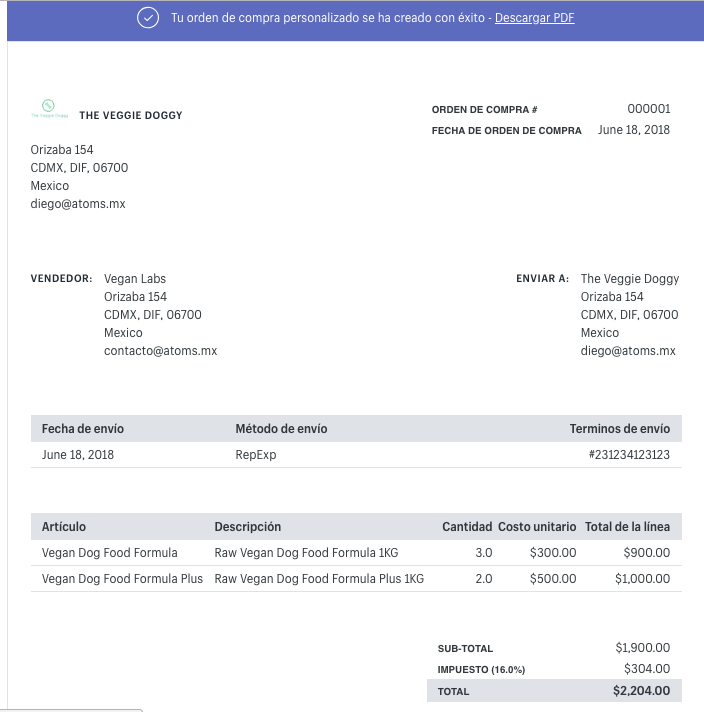 Tu orden de compra personalizado se ha creado con éxito - Descargar PDF
The Veggie Doggy
THE VEGGIE DOGGY
Orizaba 154
CDMX, DIF, 06700
Mexico
diego@atoms.mx
ORDEN DE COMPRA # 000001
FECHA DE ORDEN DE COMPRA June 18, 2018
VENDEDOR: Vegan Labs
Orizaba 154
CDMX, DIF, 06700
Mexico
contacto@atoms.mx
ENVIAR A: The Veggie Doggy
Orizaba 154
CDMX, DIF, 06700
Mexico
diego@atoms.mx
Fecha de envío Método de envío Terminos de envío
June 18, 2018 RepExp #231234123123
Artículo Descripción Cantidad Costo unitario Total de la línea
Vegan Dog Food Formula Raw Vegan Dog Food Formula 1KG 3.0 $300.00 $900.00
Vegan Dog Food Formula Plus Raw Vegan Dog Food Formula Plus 1KG 2.0 $500.00 $1,000.00
SUB-TOTAL $1,900.00
IMPUESTO (16.0%) $304.00
TOTAL $2,204.00